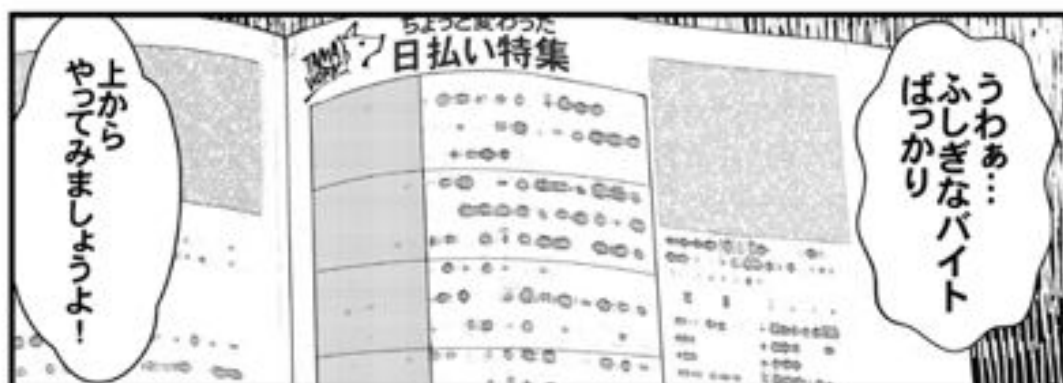 うわぁ…
ふしぎなバイト
ばっかり
ちょっと変わった
日払い特集
上から
やってみましょうよ！